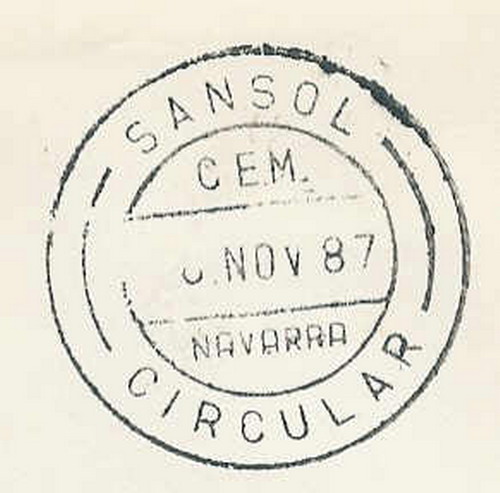 SANSOL
CEM.
NOV 87
NAVARRA
CIRCULAR